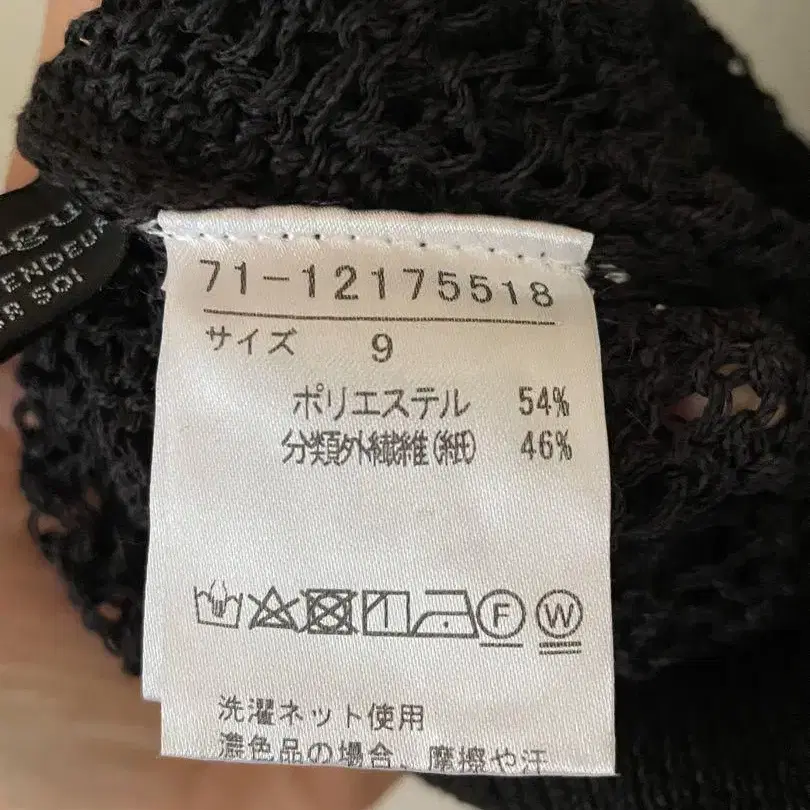 71-12175518
サイズ 9
ポリエステル 54%
分類外繊維(紙) 46%
F W
洗濯ネット使用
濃色品の場合、摩擦や汗